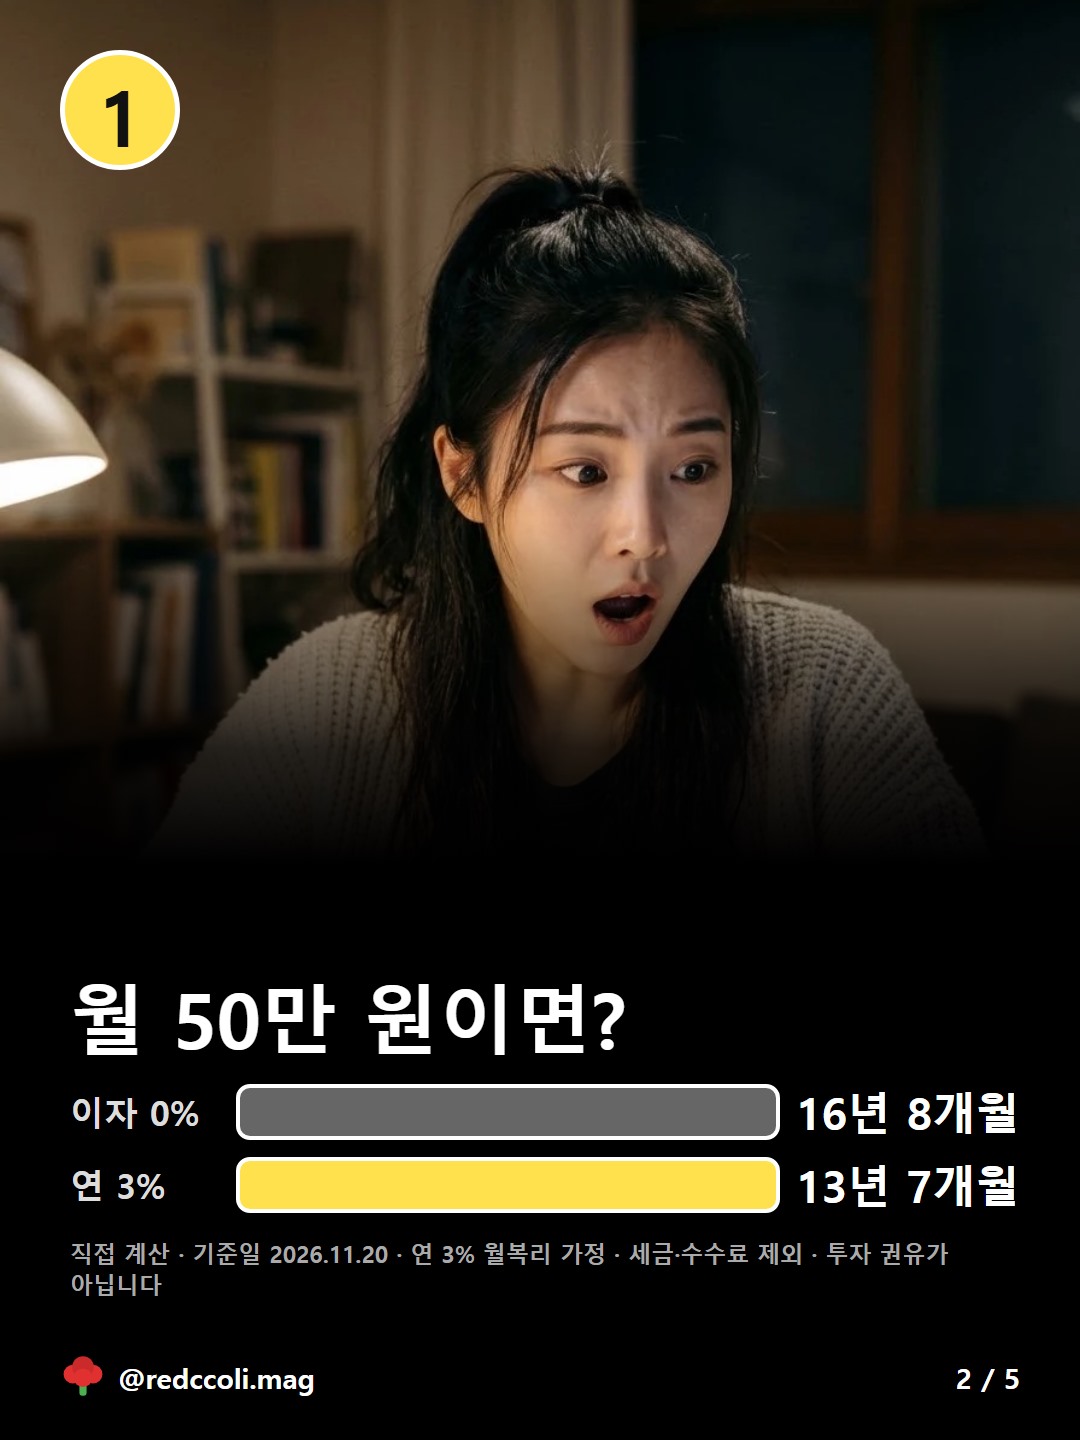 1
월 50만 원이면?
이자 0% 16년 8개월
연 3% 13년 7개월
직접 계산 · 기준일 2026.11.20 · 연 3% 월복리 가정 · 세금·수수료 제외 · 투자 권유가
아닙니다
@redccoli.mag 2 / 5